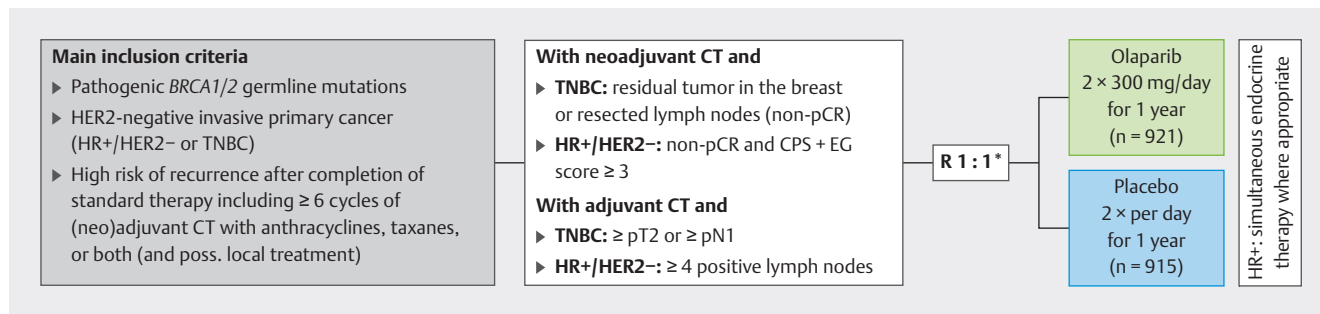 Main inclusion criteria
▶ Pathogenic BRCA1/2 germline mutations
▶ HER2-negative invasive primary cancer
(HR+/HER2− or TNBC)
▶ High risk of recurrence after completion of
standard therapy including ≥ 6 cycles of
(neo)adjuvant CT with anthracyclines, taxanes,
or both (and poss. local treatment)
With neoadjuvant CT and
▶ TNBC: residual tumor in the breast
or resected lymph nodes (non-pCR)
▶ HR+/HER2−: non-pCR and CPS + EG
score ≥ 3
With adjuvant CT and
▶ TNBC: ≥ pT2 or ≥ pN1
▶ HR+/HER2−: ≥ 4 positive lymph nodes
R 1 : 1*
Olaparib
2 × 300 mg/day
for 1 year
(n = 921)
Placebo
2 × per day
for 1 year
(n = 915)
HR+: simultaneous endocrine
therapy where appropriate